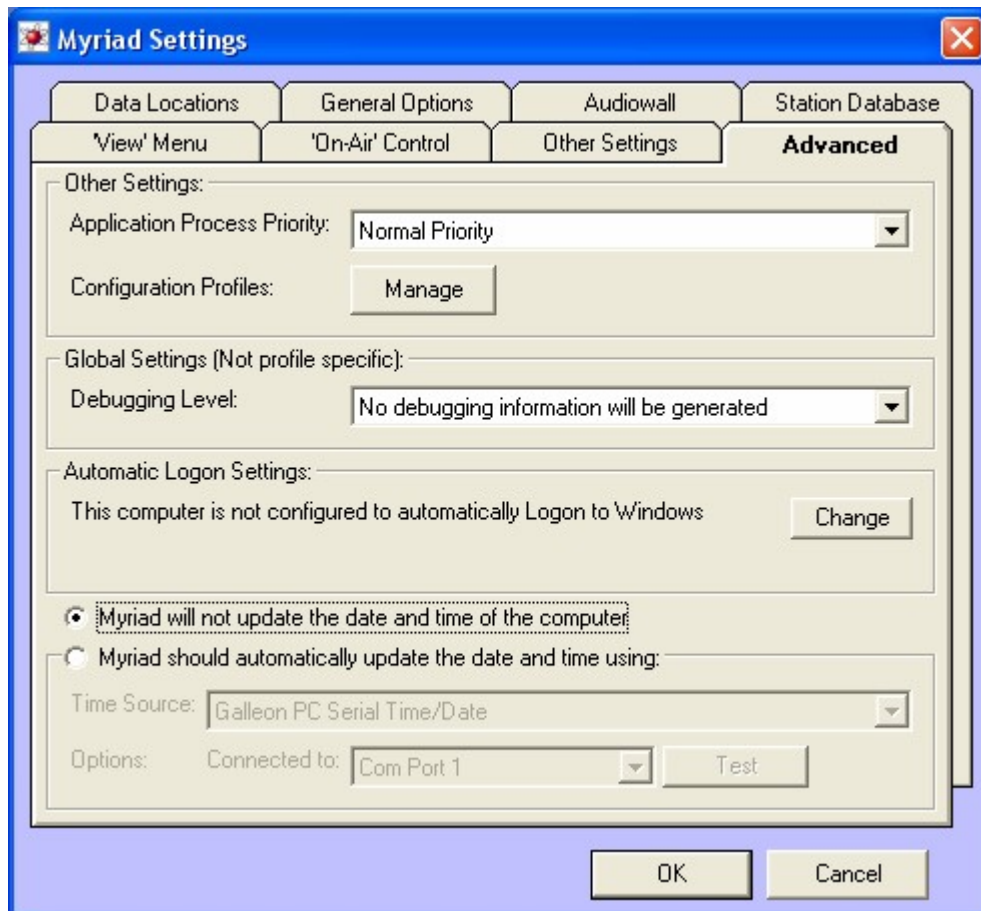 Myriad Settings
Data Locations
General Options
Audiowall
Station Database
'View' Menu
'On-Air' Control
Other Settings
Advanced
Other Settings:
Application Process Priority:
Normal Priority
Configuration Profiles:
Manage
Global Settings (Not profile specific):
Debugging Level:
No debugging information will be generated
Automatic Logon Settings:
This computer is not configured to automatically Logon to Windows
Change
Myriad will not update the date and time of the computer
Myriad should automatically update the date and time using:
Time Source:
Galleon PC Serial Time/Date
Options:
Connected to:
Com Port 1
Test
OK
Cancel